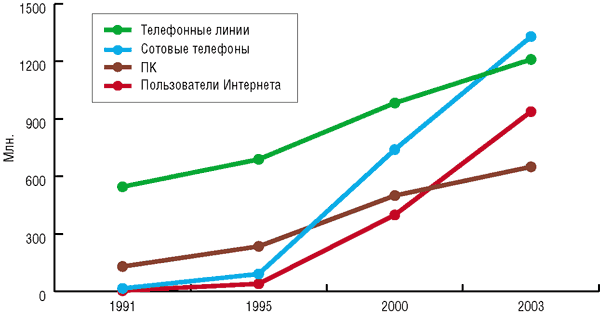 1500
1200
900
600
300
0
Млн.
Телефонные линии
Сотовые телефоны
ПК
Пользователи Интернета
1991
1995
2000
2003